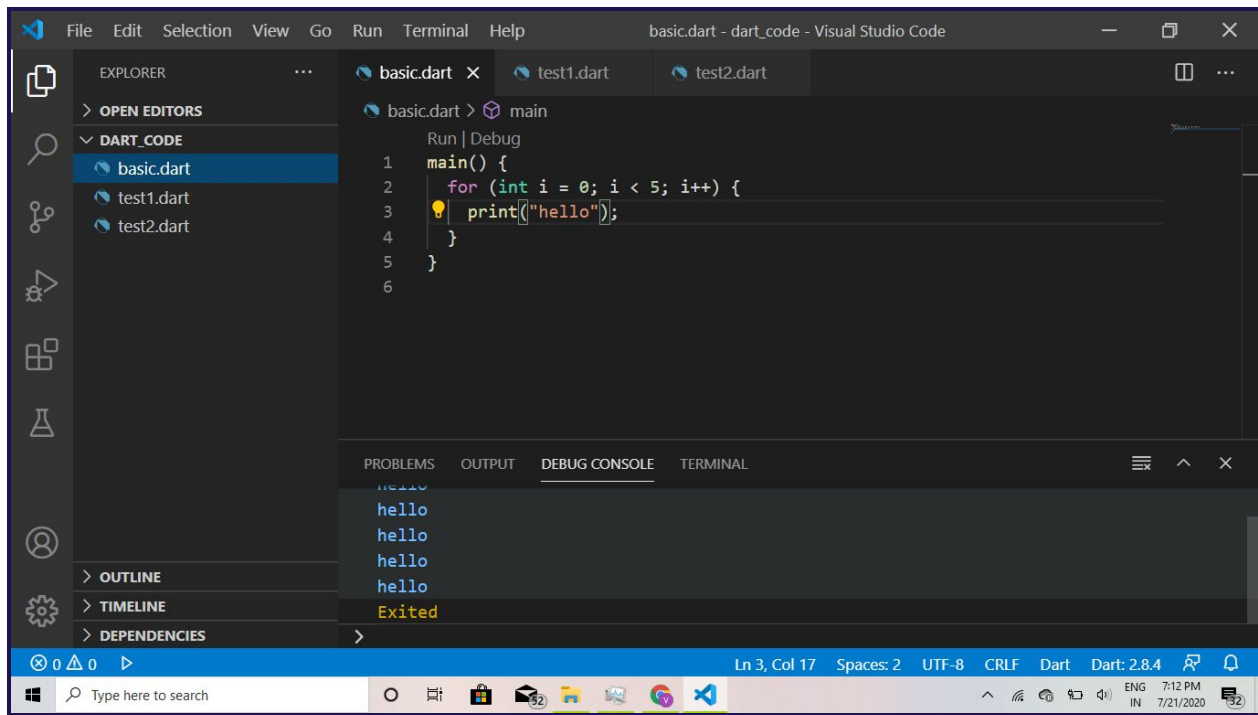 File Edit Selection View Go Run Terminal Help basic.dart - dart_code - Visual Studio Code
EXPLORER
OPEN EDITORS
DART_CODE
basic.dart
test1.dart
test2.dart
OUTLINE
TIMELINE
DEPENDENCIES
basic.dart test1.dart test2.dart
basic.dart > main
Run | Debug
1 main() {
2 for (int i = 0; i < 5; i++) {
3 print("hello");
4 }
5 }
6
PROBLEMS OUTPUT DEBUG CONSOLE TERMINAL
hello
hello
hello
hello
hello
Exited
>
0 0 Ln 3, Col 17 Spaces: 2 UTF-8 CRLF Dart Dart: 2.8.4
Type here to search 52 V ENG 7:12 PM
IN 7/21/2020 32